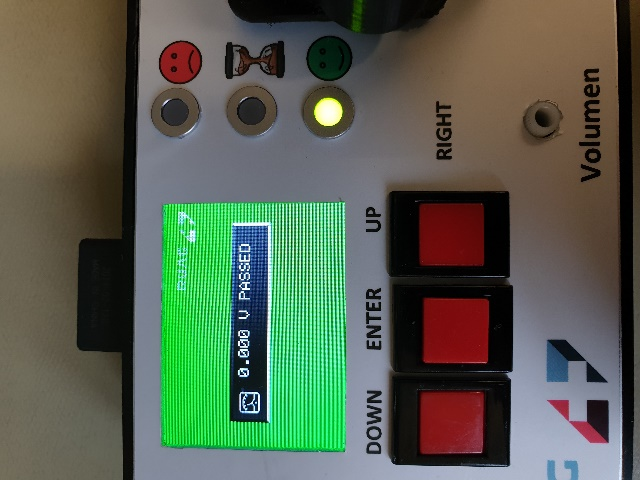 0.000 V PASSED
DOWN
ENTER
UP
RIGHT
Volumen